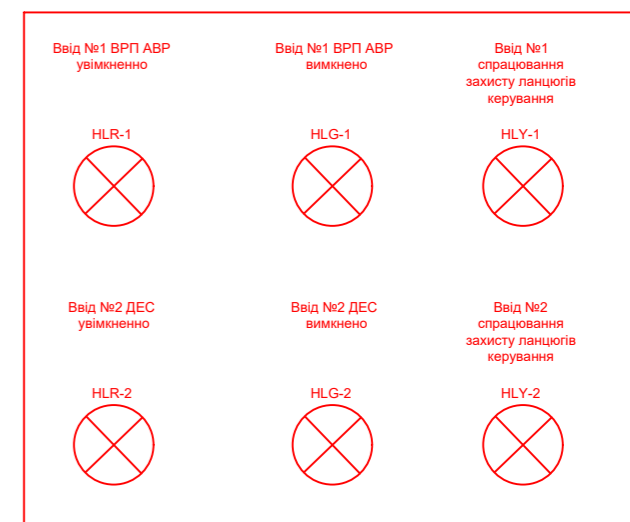 Ввід №1 ВРП АВР
увімкненно
HLR-1
Ввід №1 ВРП АВР
вимкнено
HLG-1
Ввід №1
спрацювання
захисту ланцюгів
керування
HLY-1
Ввід №2 ДЕС
увімкненно
HLR-2
Ввід №2 ДЕС
вимкнено
HLG-2
Ввід №2
спрацювання
захисту ланцюгів
керування
HLY-2